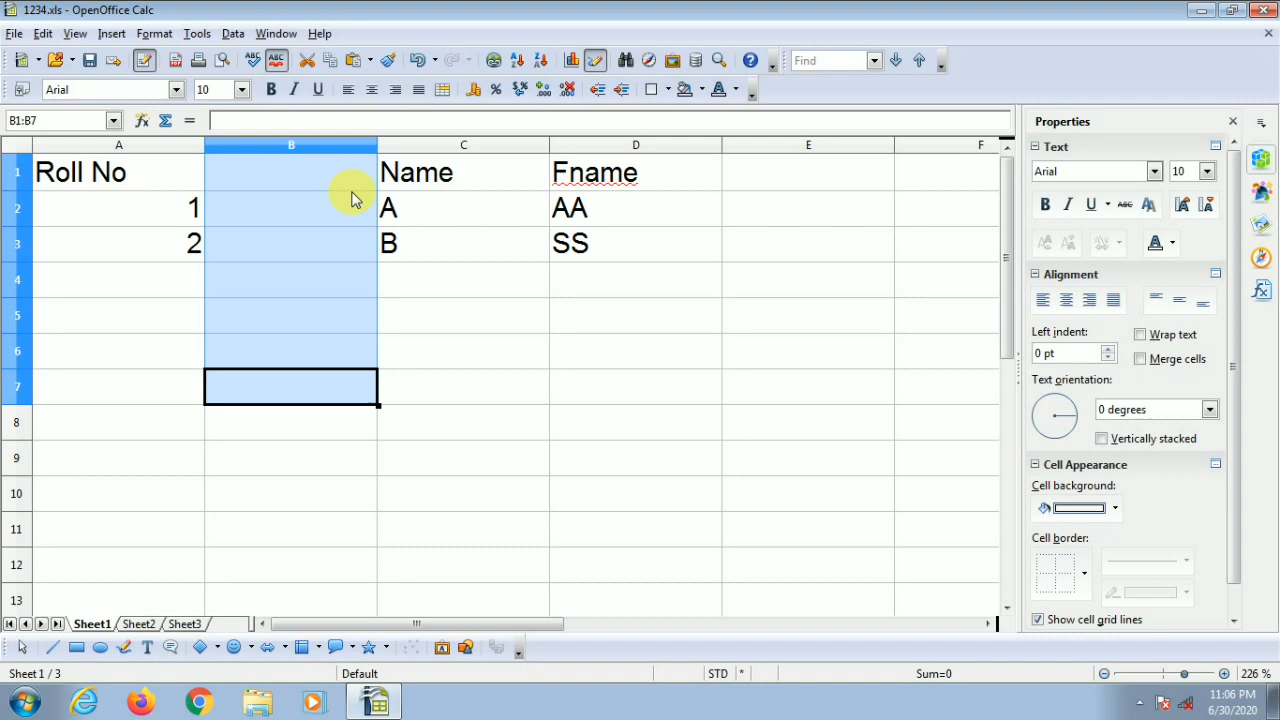 1234.xls - OpenOffice Calc
File Edit View Insert Format Tools Data Window Help
Find
Arial 10
B1:B7
A B C D E F
1 Roll No Name Fname
2 1 A AA
3 2 B SS
4
5
6
7
8
9
10
11
12
13
Sheet1 Sheet2 Sheet3
Sheet 1 / 3 Default STD * Sum=0 226 %
Properties
Text
Arial 10
Alignment
Left indent:
0 pt
Wrap text
Merge cells
Text orientation:
0 degrees
Vertically stacked
Cell Appearance
Cell background:
Cell border:
Show cell grid lines
11:06 PM
6/30/2020